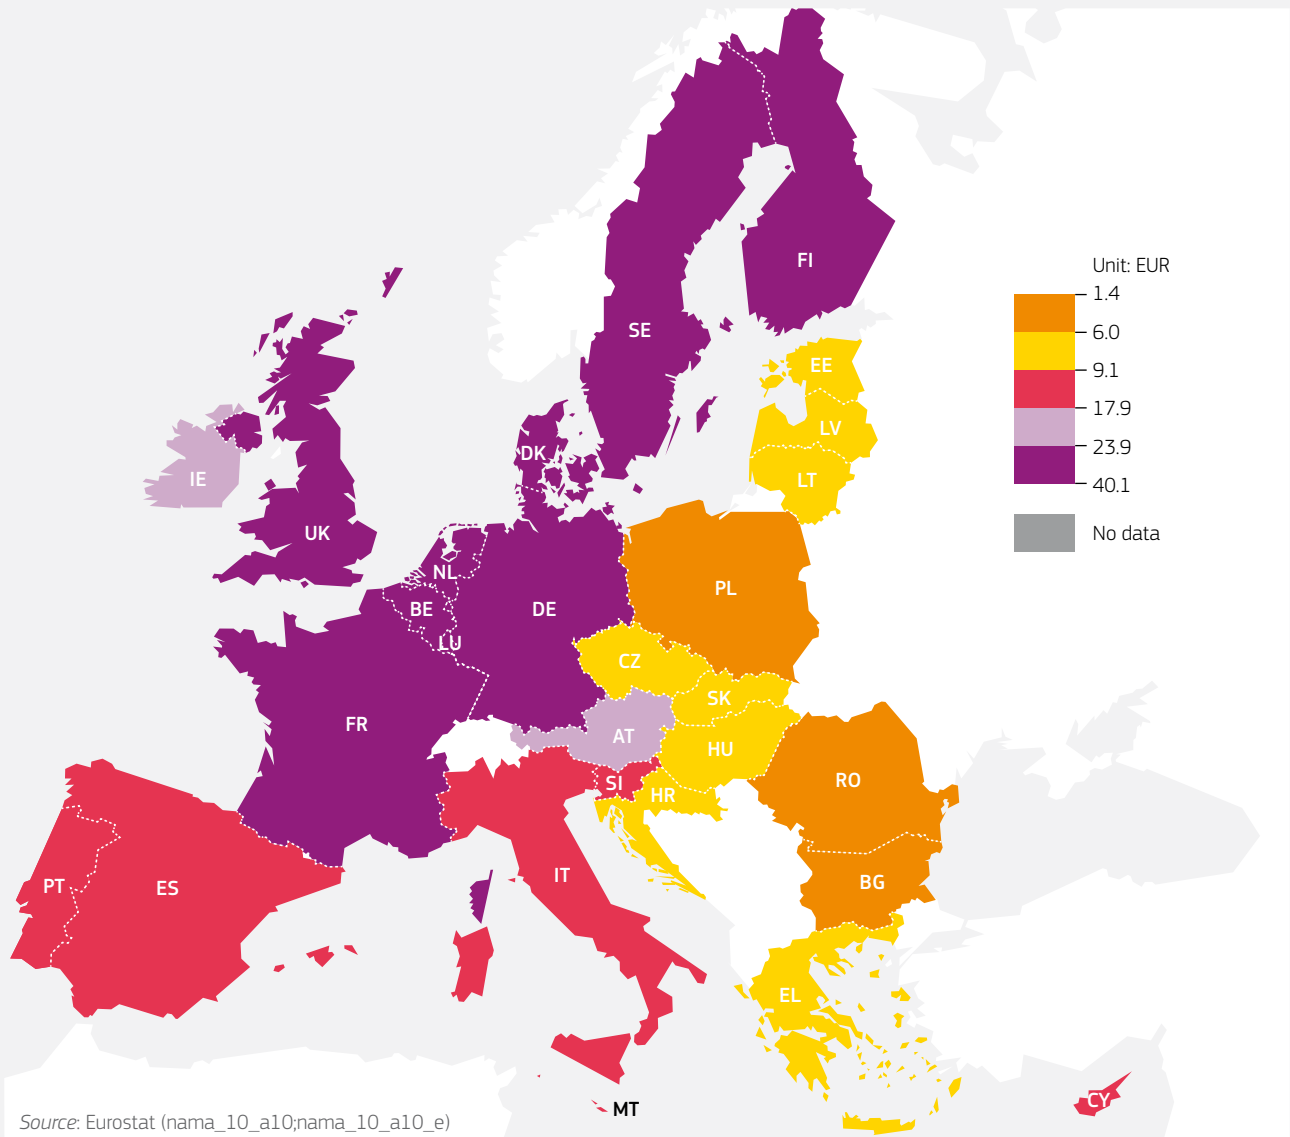 FI
Unit: EUR
1.4
SE
6.0
EE
9.1
17.9
LV
DK
23.9
IE
LT
40.1
UK
No data
NL
PL
BE
DE
LU
CZ
SK
FR
AT
HU
SI
RO
HR
PT
ES
IT
BG
EL
CY
MT
Source: Eurostat (nama_10_a10;nama_10_a10_e)